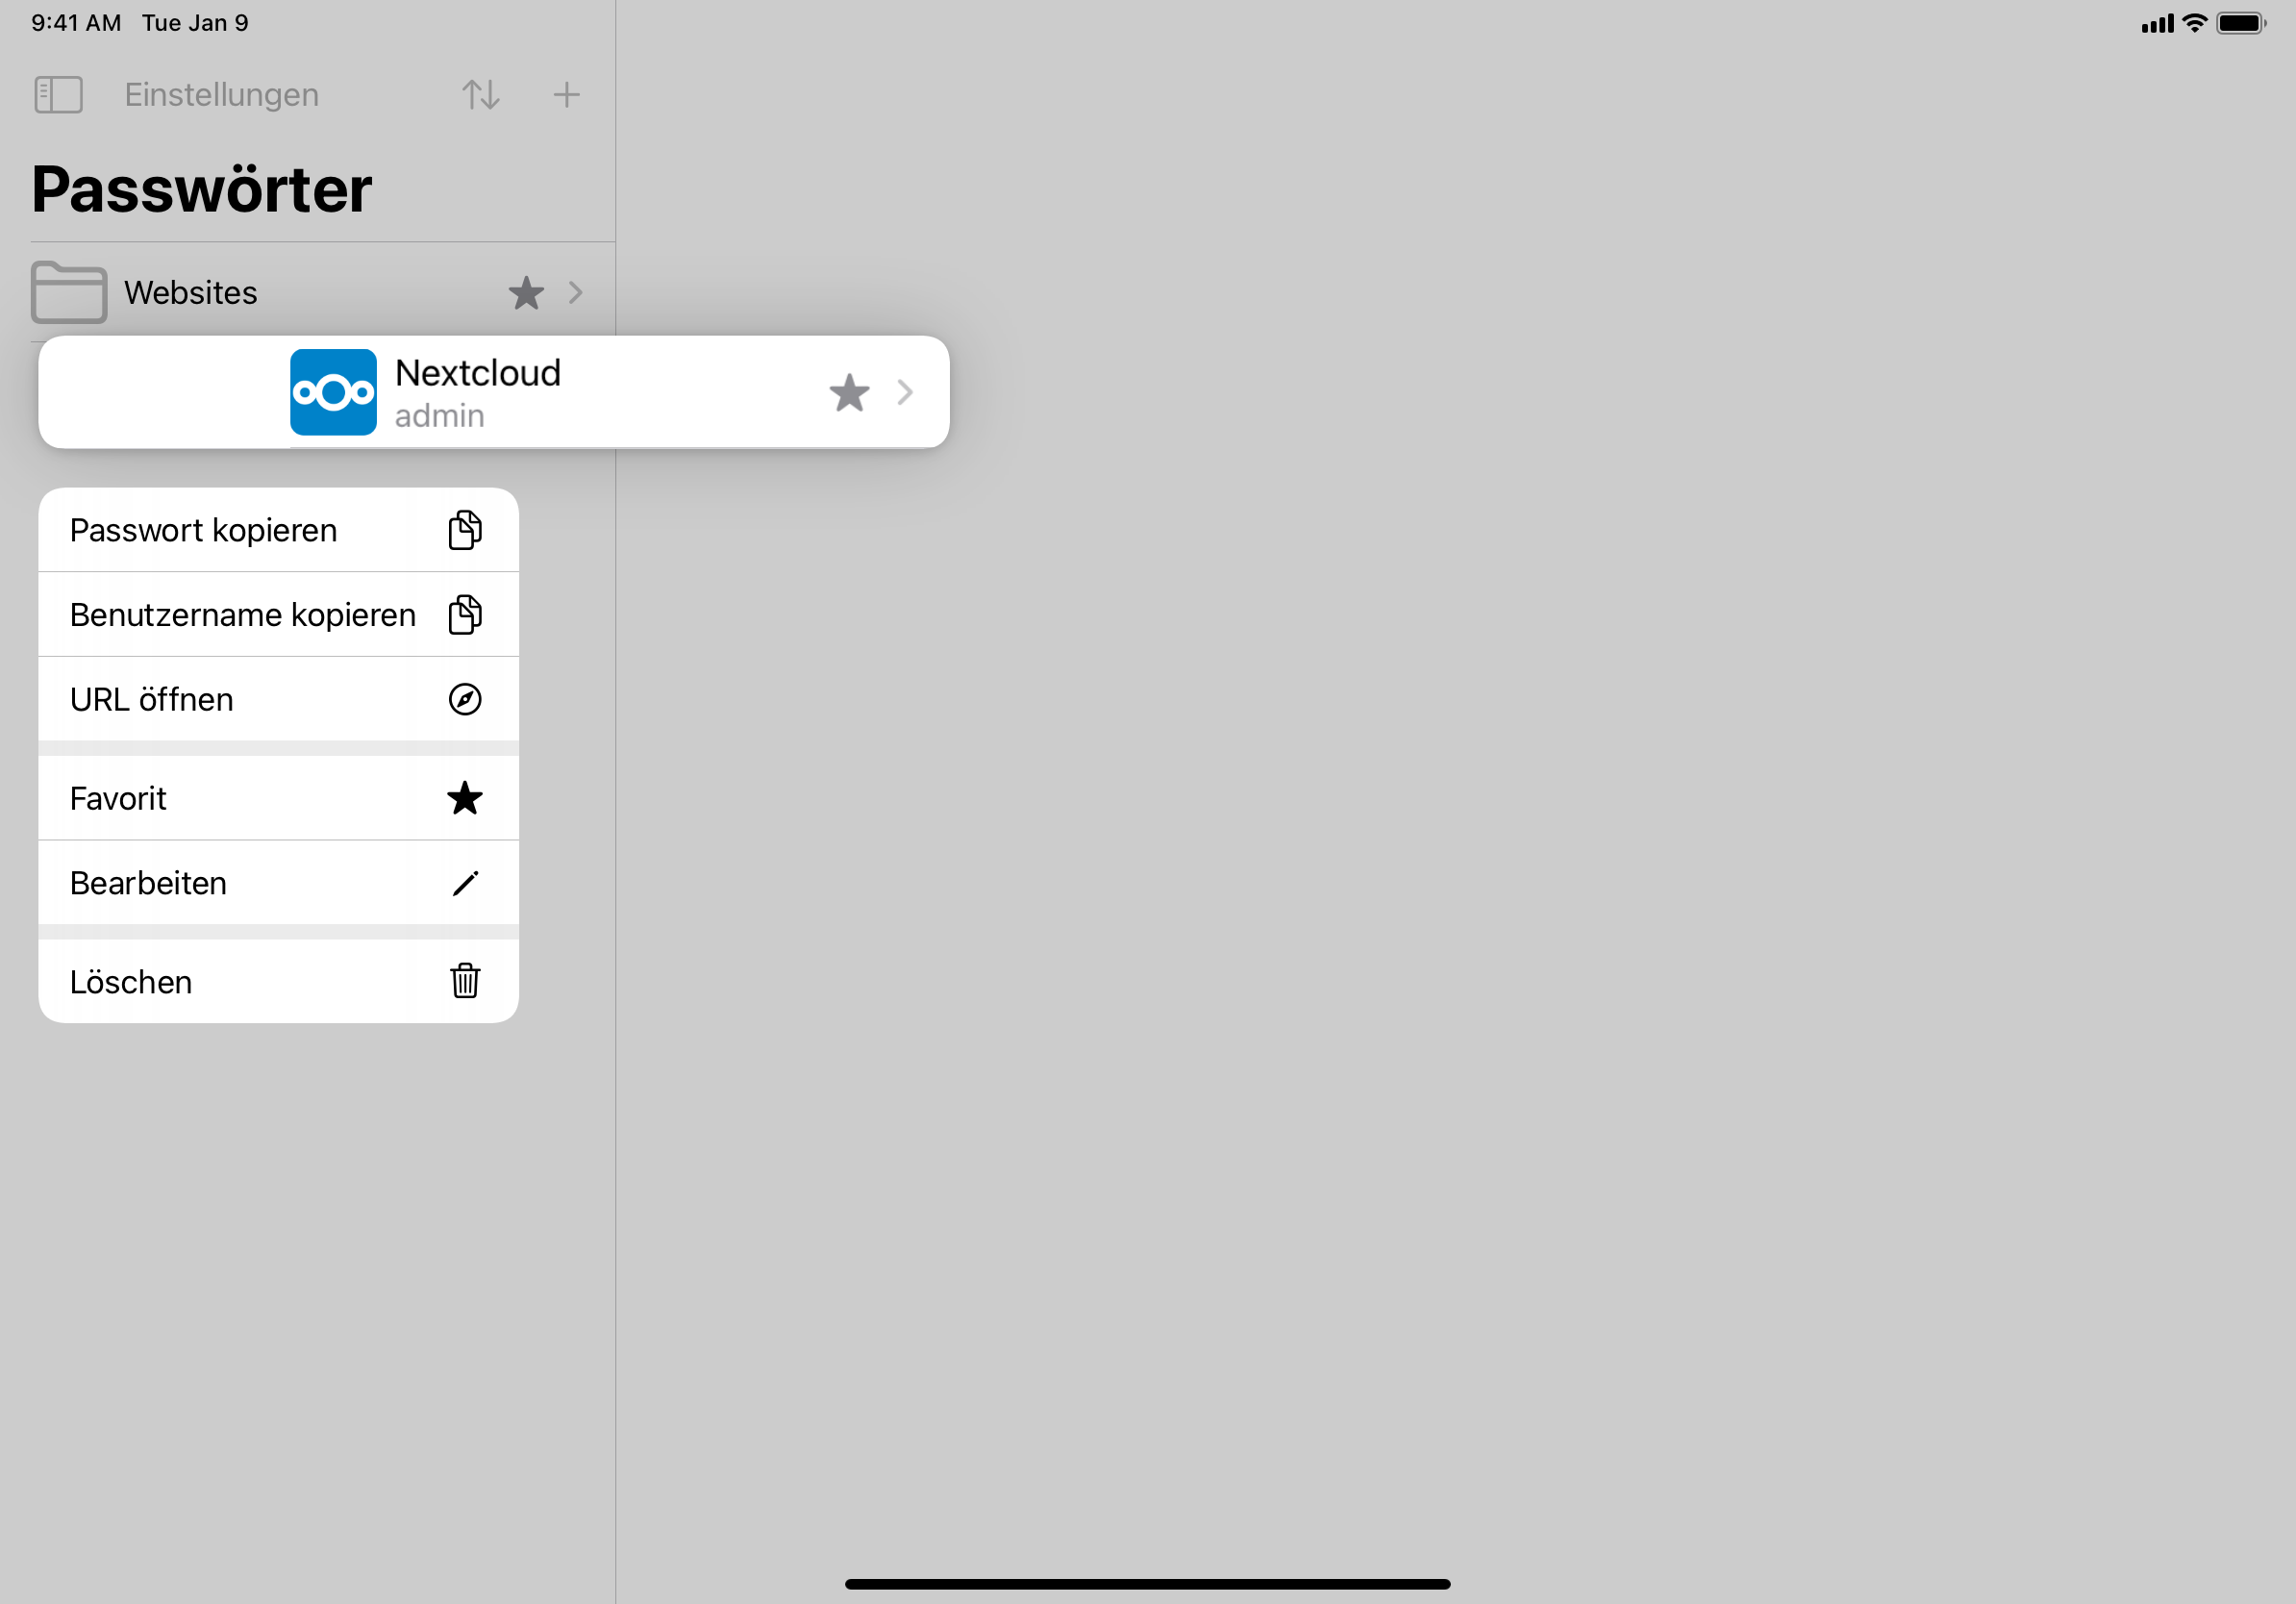 9:41 AM Tue Jan 9
Einstellungen
Passwörter
Websites
Nextcloud
admin
Passwort kopieren
Benutzername kopieren
URL öffnen
Favorit
Bearbeiten
Löschen